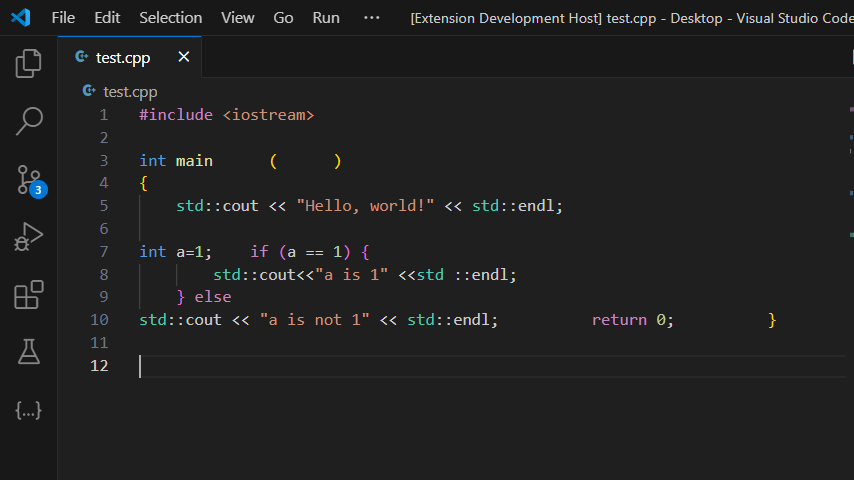 File Edit Selection View Go Run ··· [Extension Development Host] test.cpp - Desktop - Visual Studio Code
test.cpp
test.cpp
1 #include <iostream>
2
3 int main      (      )
4 {
5     std::cout << "Hello, world!" << std::endl;
6
7 int a=1;    if (a == 1) {
8         std::cout<<"a is 1" <<std ::endl;
9     } else
10 std::cout << "a is not 1" << std::endl;          return 0;          }
11
12
3
{...}